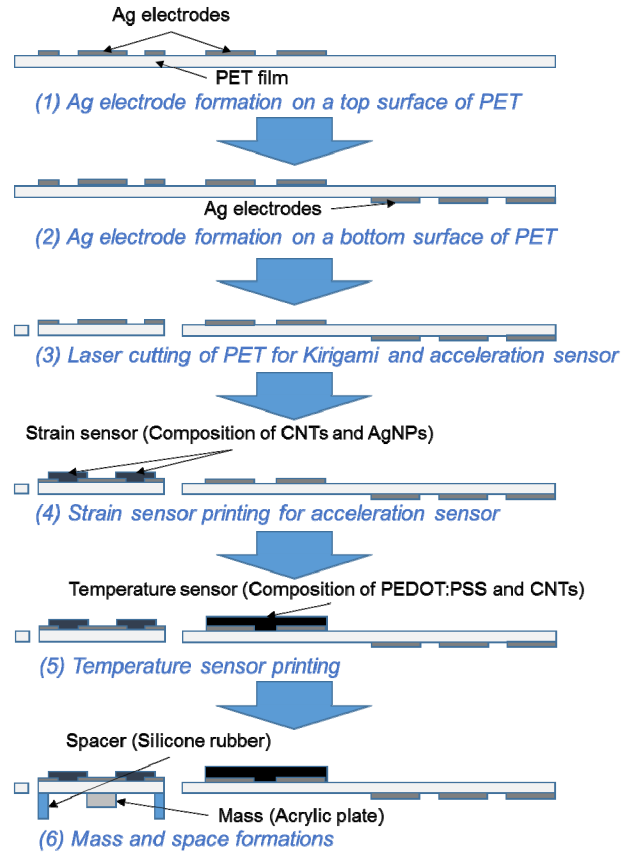 Ag electrodes
PET film
(1) Ag electrode formation on a top surface of PET
Ag electrodes
(2) Ag electrode formation on a bottom surface of PET
(3) Laser cutting of PET for Kirigami and acceleration sensor
Strain sensor (Composition of CNTs and AgNPs)
(4) Strain sensor printing for acceleration sensor
Temperature sensor (Composition of PEDOT:PSS and CNTs)
(5) Temperature sensor printing
Spacer (Silicone rubber)
Mass (Acrylic plate)
(6) Mass and space formations